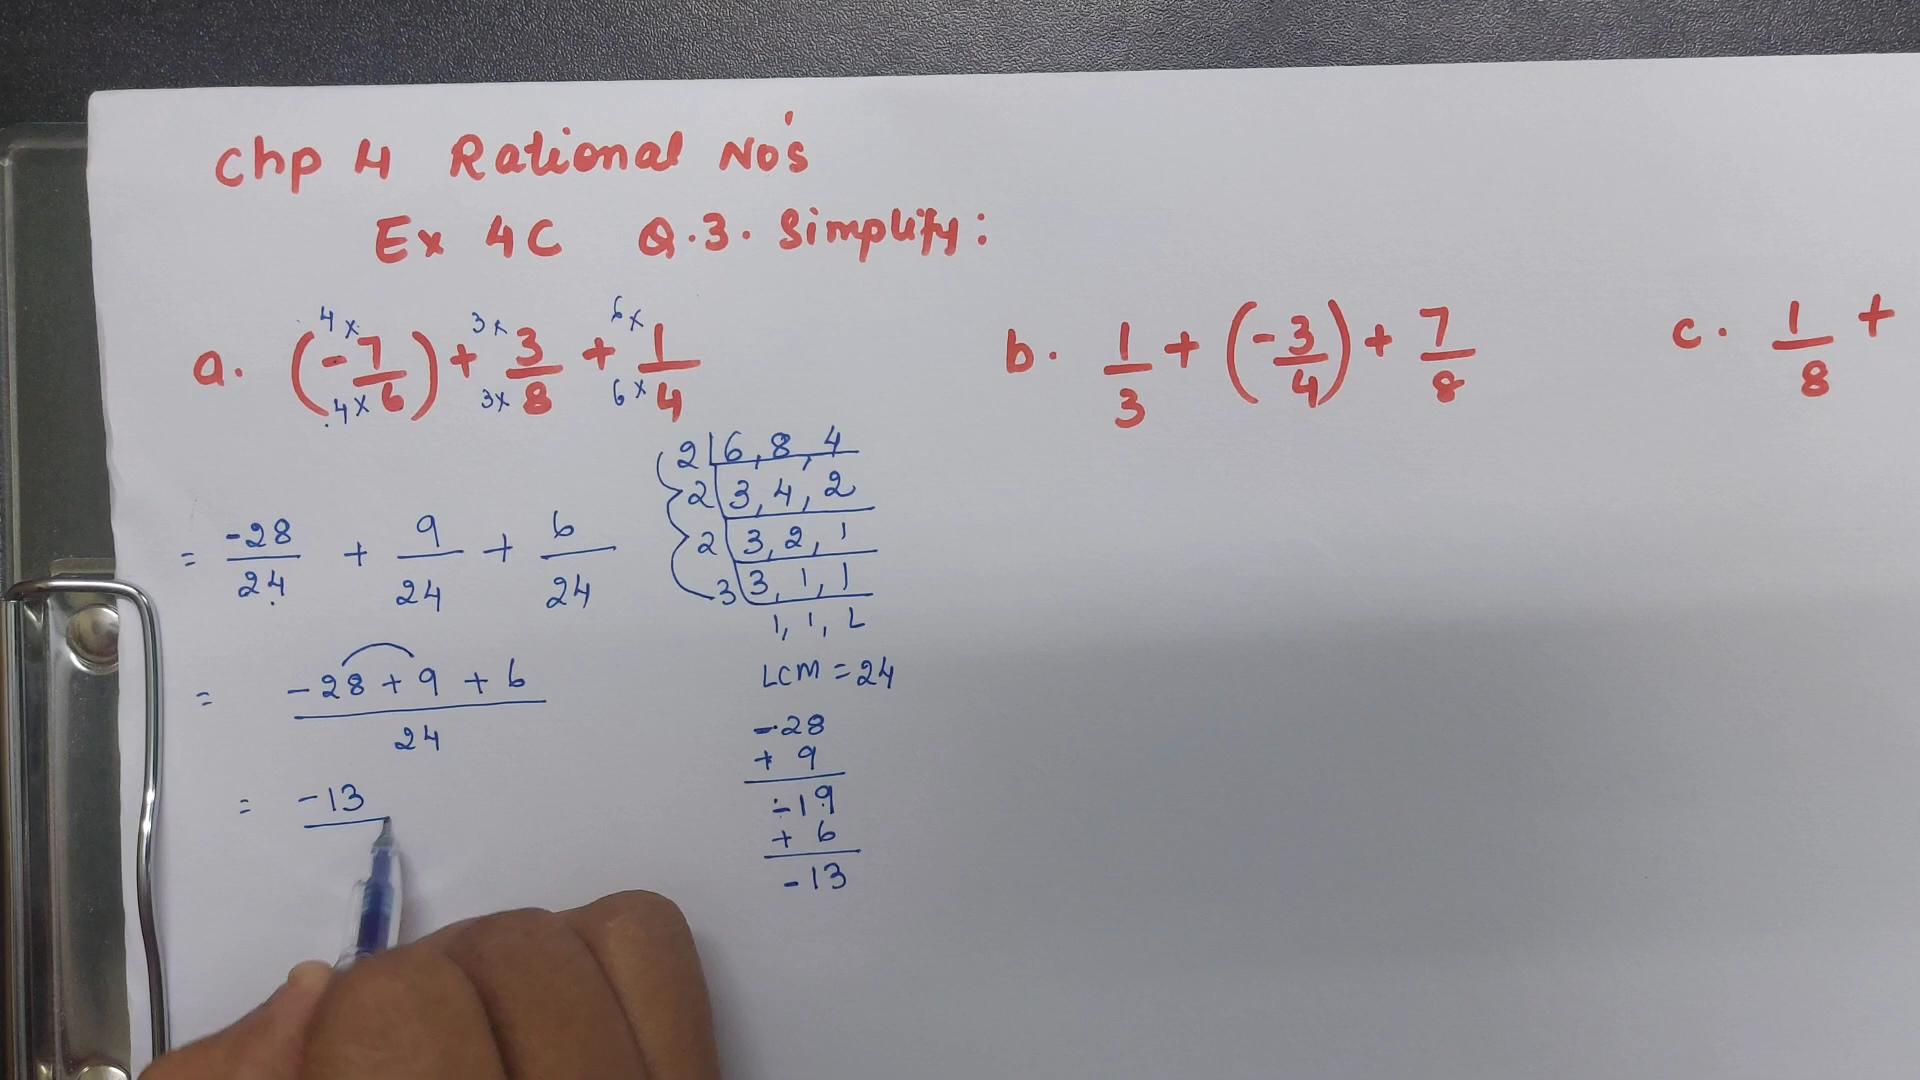 Chp 4 Rational No's
Ex 4C Q.3. Simplify:
a. (-7/6) + 3/8 + 1/4
4x 3x 6x
4x 3x 6x
b. 1/3 + (-3/4) + 7/8
c. 1/8 +
2 | 6, 8, 4
2 | 3, 4, 2
2 | 3, 2, 1
3 | 3, 1, 1
1, 1, 1
LCM = 24
= -28/24 + 9/24 + 6/24
= -28 + 9 + 6 / 24
= -13
-28
+ 9
-19
+ 6
-13